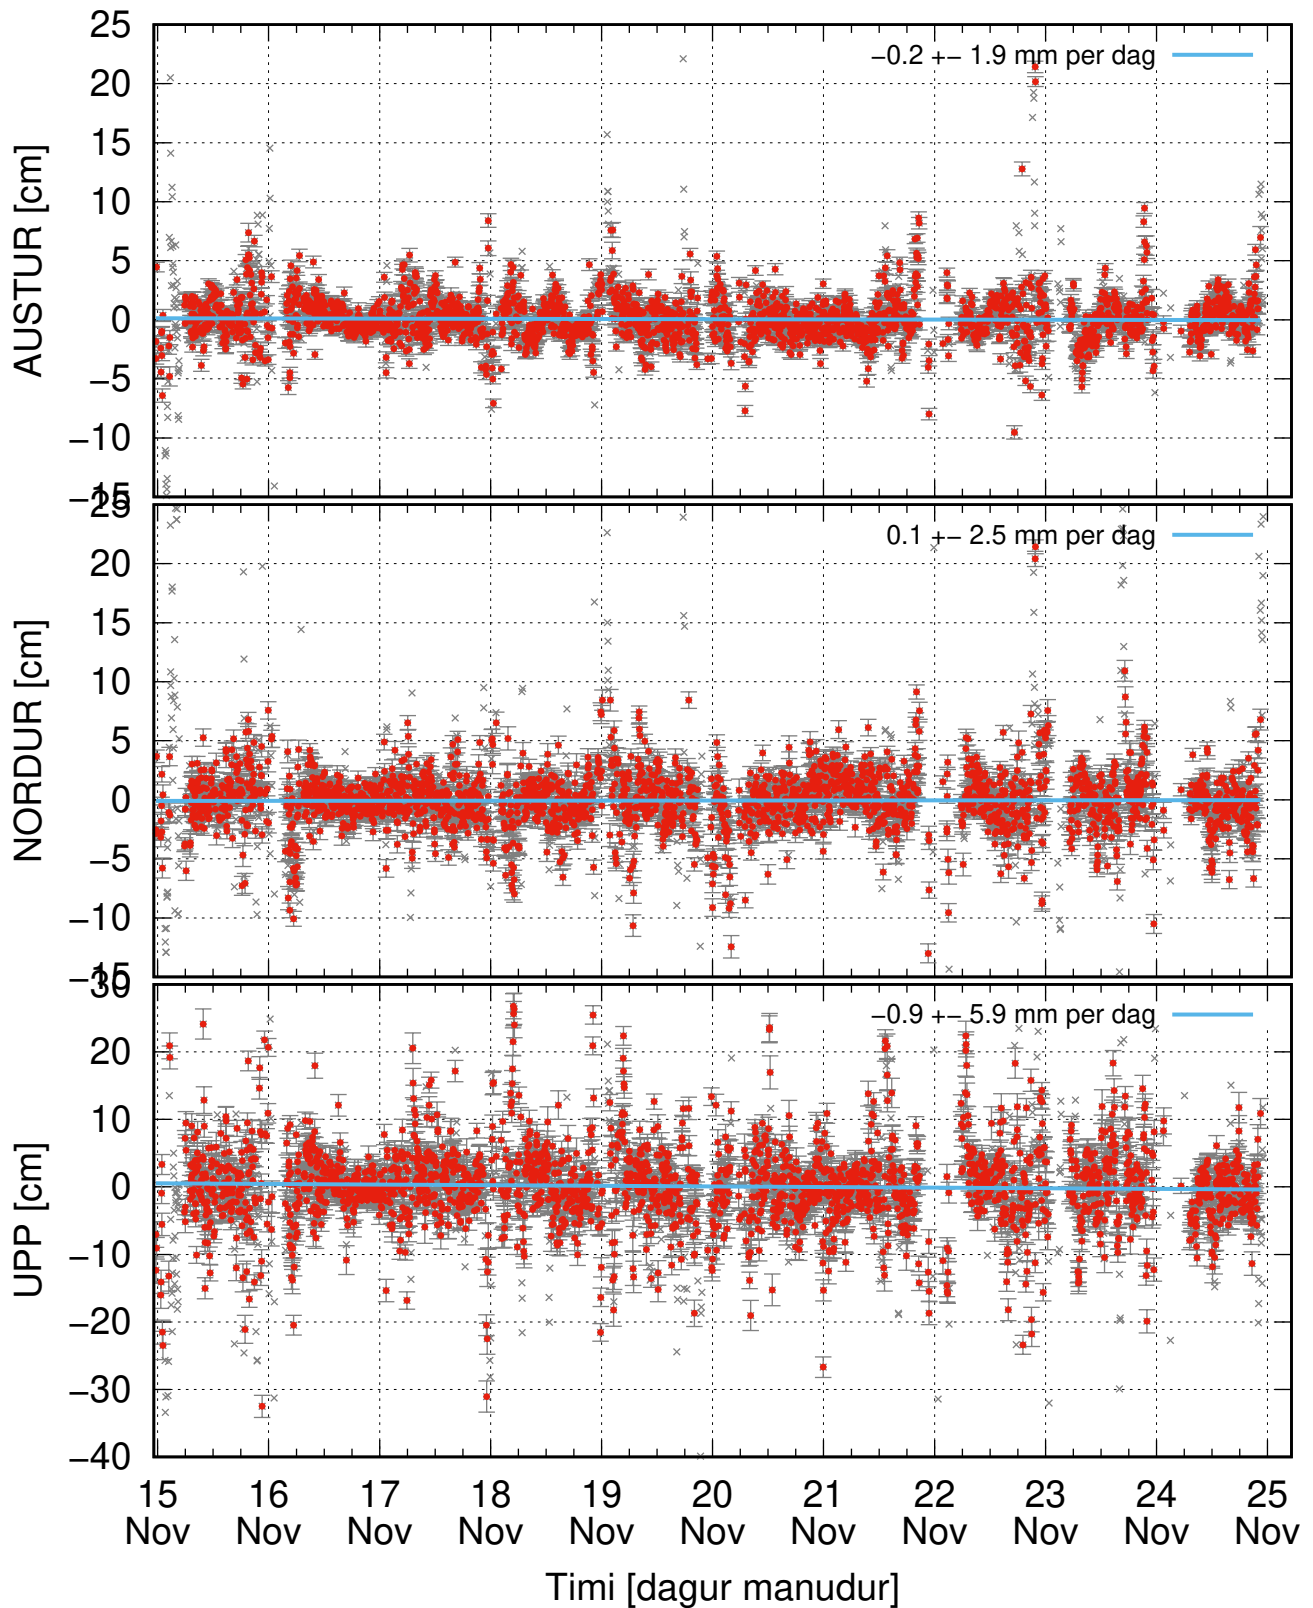 25
20
15
10
5
0
−5
−10
−15
AUSTUR [cm]
−0.2 +− 1.9 mm per dag
25
20
15
10
5
0
−5
−10
−15
NORDUR [cm]
0.1 +− 2.5 mm per dag
30
20
10
0
−10
−20
−30
−40
UPP [cm]
−0.9 +− 5.9 mm per dag
15 16 17 18 19 20 21 22 23 24 25
Nov Nov Nov Nov Nov Nov Nov Nov Nov Nov Nov
Timi [dagur manudur]